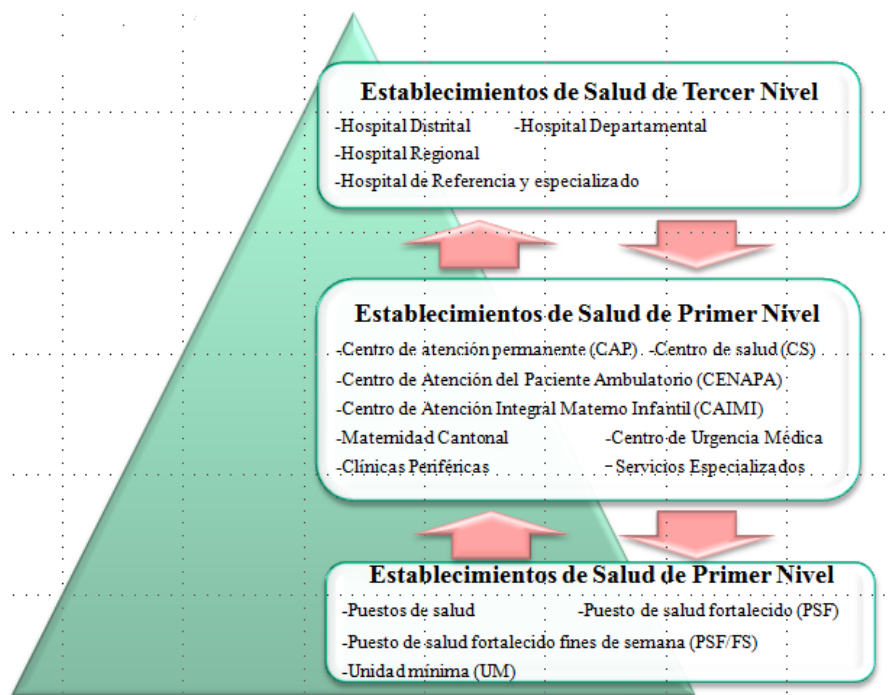 Establecimientos de Salud de Tercer Nivel
-Hospital Distrital -Hospital Departamental
-Hospital Regional
-Hospital de Referencia y especializado
Establecimientos de Salud de Primer Nível
-Centro de atención permanente (CAP). -Centro de salud (CS)
-Centro de Atención del Paciente Ambulatorio (CENAPA)
-Centro de Atención Integral Materno Infantil (CAIMI)
-Maternidad Cantonal -Centro de Urgencia Médica
-Clínicas Periféricas -Servicios Especializados
Establecimientos de Salud de Primer Nivel
-Puestos de salud -Puesto de salud fortalecido (PSF)
-Puesto de salud fortalecido fines de semana (PSF/FS)
-Unidad mínima (UM)